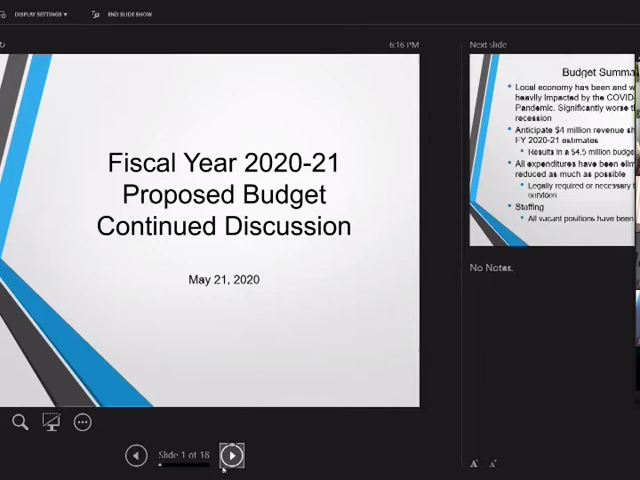 DISPLAY SETTINGS ▾ END SLIDE SHOW
6:16 PM
Fiscal Year 2020-21
Proposed Budget
Continued Discussion
May 21, 2020
Slide 1 of 18
Next slide
Budget Summa
Local economy has been and w
heavily impacted by the COVID-
Pandemic. Significantly worse th
recession
Anticipate $4 million revenue sh
FY 2020-21 estimates
Results in a $4.5 million budge
All expenditures have been elim
reduced as much as possible
Legally required or necessary t
services
Staffing
All vacant positions have been
No Notes.